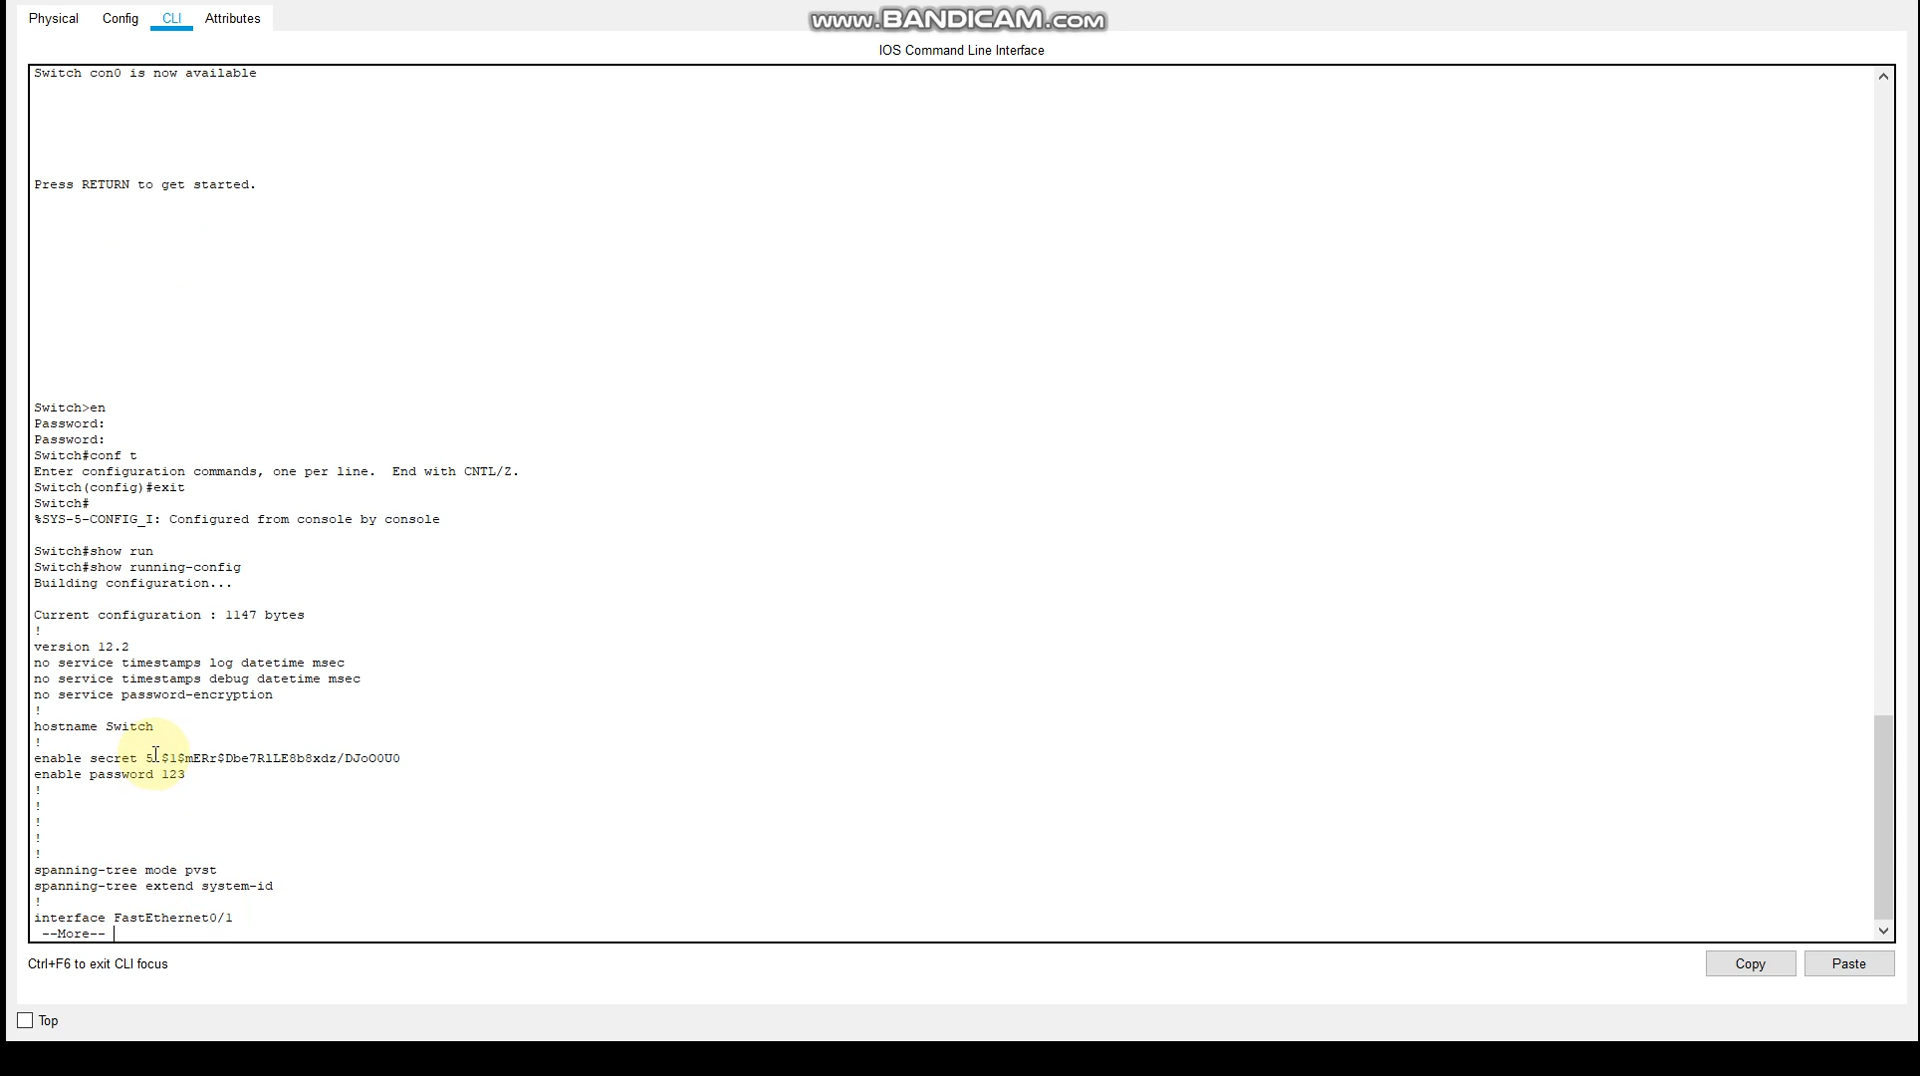 Physical Config CLI Attributes
www.BANDICAM.com
IOS Command Line Interface
Switch con0 is now available
Press RETURN to get started.
Switch>en
Password:
Password:
Switch#conf t
Enter configuration commands, one per line.  End with CNTL/Z.
Switch(config)#exit
Switch#
%SYS-5-CONFIG_I: Configured from console by console
Switch#show run
Switch#show running-config
Building configuration...
Current configuration : 1147 bytes
!
version 12.2
no service timestamps log datetime msec
no service timestamps debug datetime msec
no service password-encryption
!
hostname Switch
!
enable secret 5 $1$mERr$Dbe7RlLE8b8xdz/DJoO0U0
enable password 123
!
!
!
!
!
spanning-tree mode pvst
spanning-tree extend system-id
!
interface FastEthernet0/1
--More--
Ctrl+F6 to exit CLI focus
Copy Paste
Top